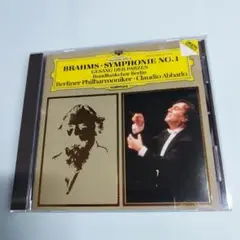 BRAHMS · SYMPHONIE NO. 1
GESANG DER PARZEN
Rundfunkchor Berlin
Berliner Philharmoniker · Claudio Abbado